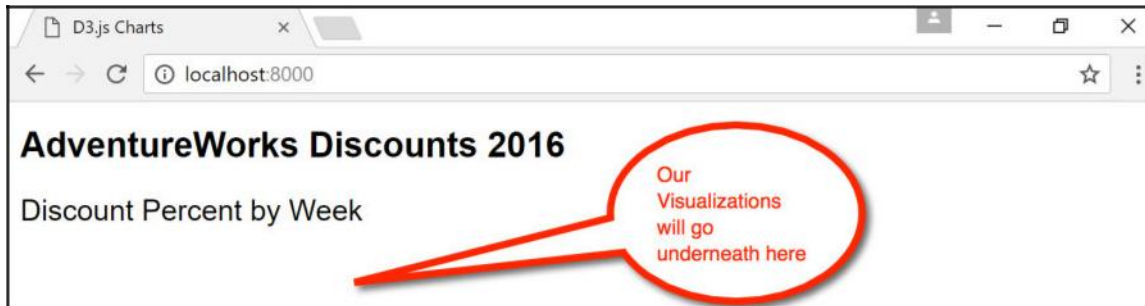 D3.js Charts
localhost:8000
AdventureWorks Discounts 2016
Discount Percent by Week
Our
Visualizations
will go
underneath here